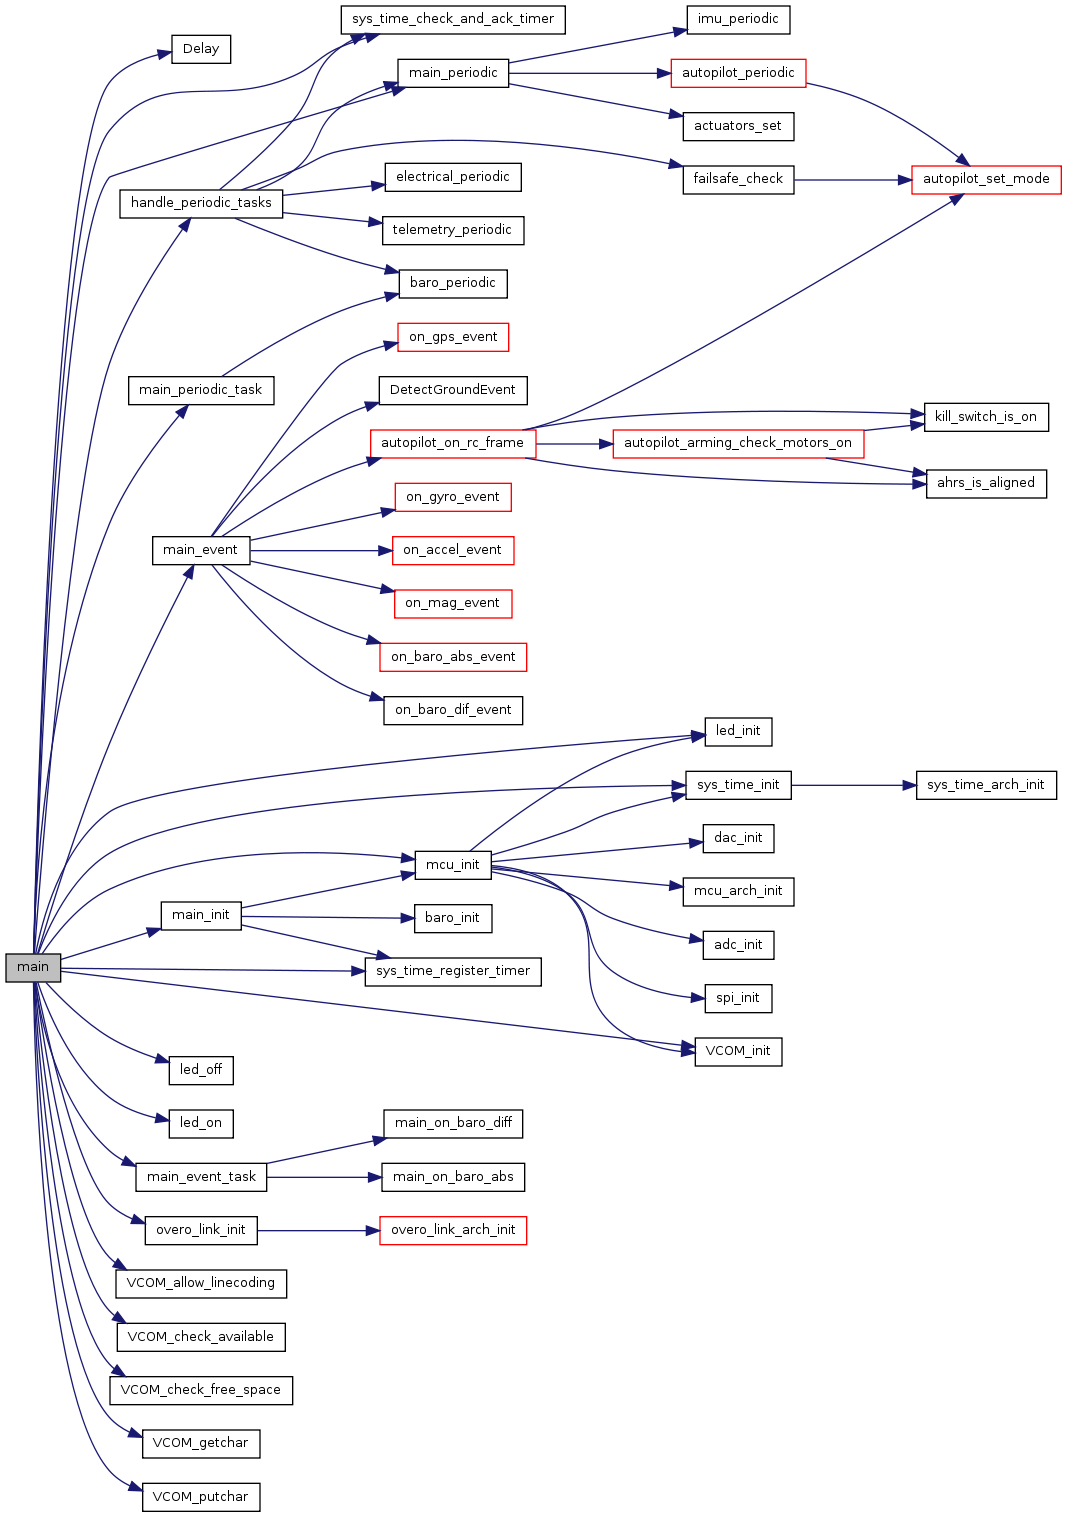 sys_time_check_and_ack_timer
imu_periodic
Delay
main_periodic
autopilot_periodic
actuators_set
electrical_periodic
failsafe_check
autopilot_set_mode
handle_periodic_tasks
telemetry_periodic
baro_periodic
on_gps_event
main_periodic_task
DetectGroundEvent
kill_switch_is_on
autopilot_on_rc_frame
autopilot_arming_check_motors_on
ahrs_is_aligned
on_gyro_event
main_event
on_accel_event
on_mag_event
on_baro_abs_event
on_baro_dif_event
led_init
sys_time_init
sys_time_arch_init
dac_init
mcu_init
mcu_arch_init
main_init
baro_init
adc_init
main
sys_time_register_timer
spi_init
VCOM_init
led_off
led_on
main_on_baro_diff
main_event_task
main_on_baro_abs
overo_link_init
overo_link_arch_init
VCOM_allow_linecoding
VCOM_check_available
VCOM_check_free_space
VCOM_getchar
VCOM_putchar